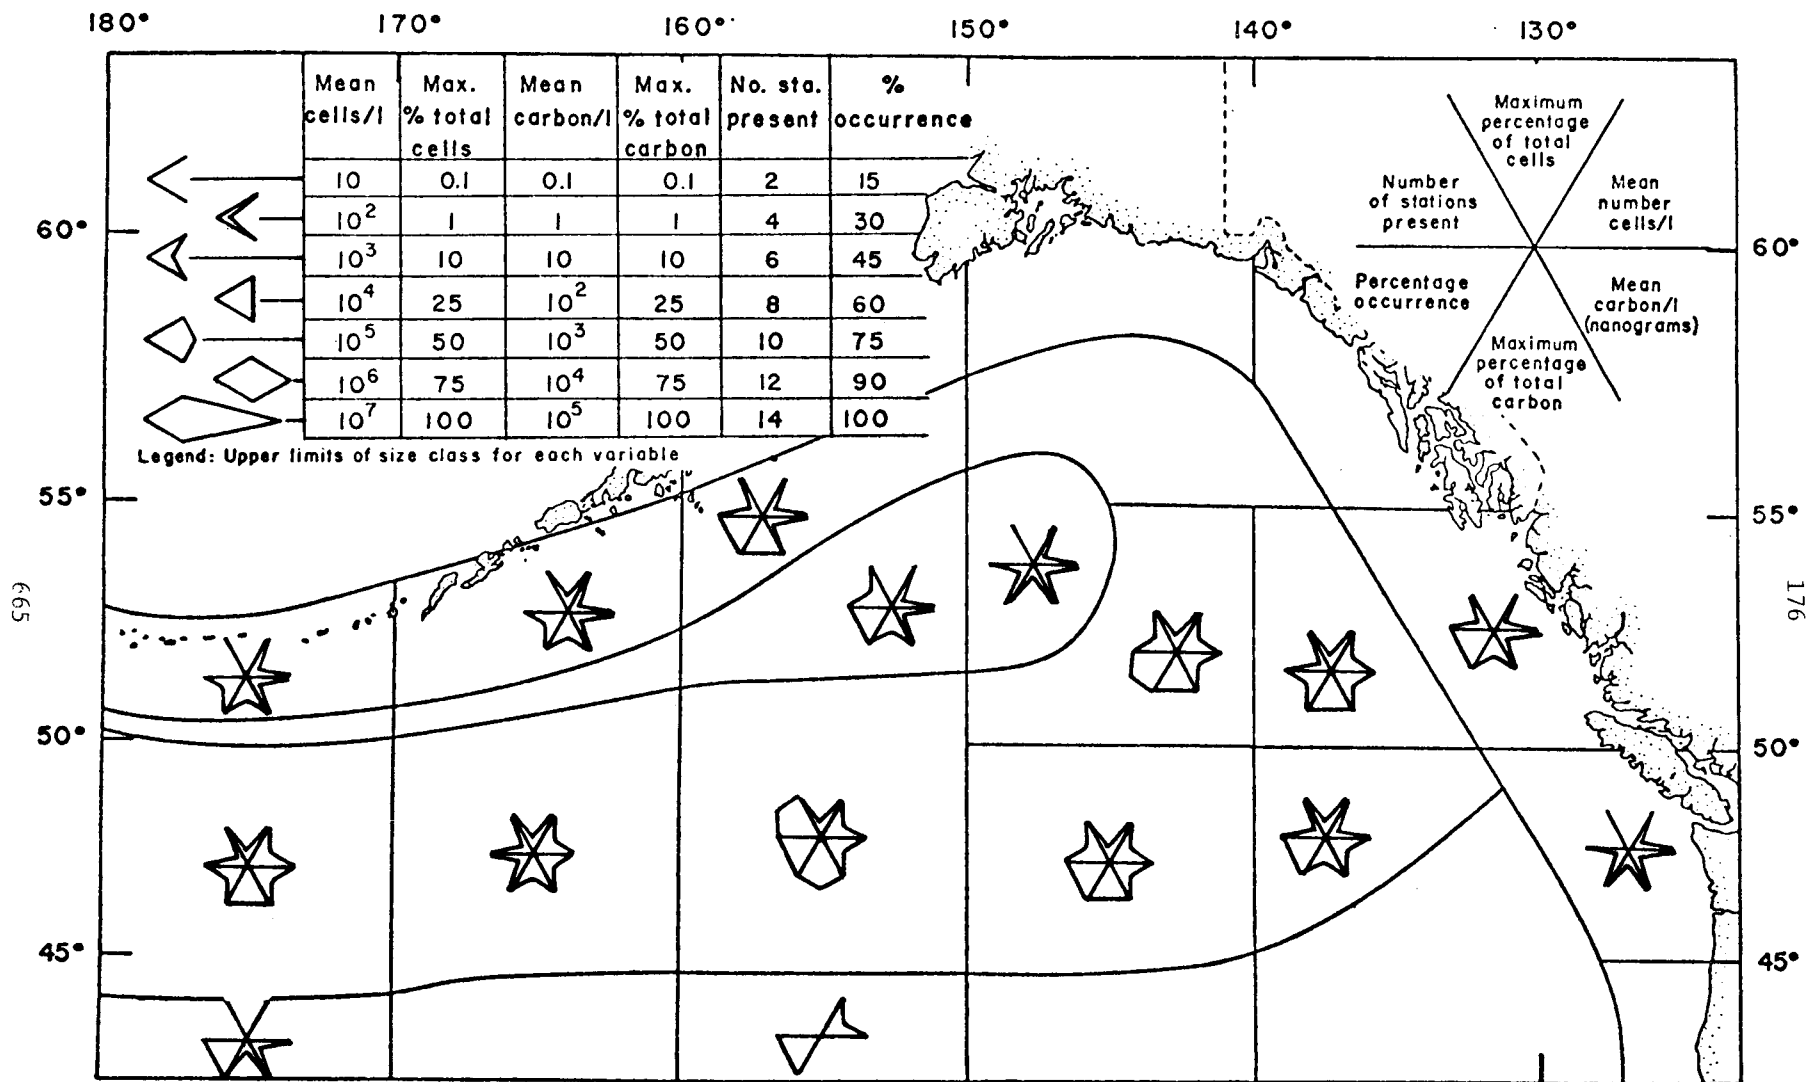 180° 170° 160° 150° 140° 130°
Mean cells/l Max. % total cells Mean carbon/l Max. % total carbon No. sta. present % occurrence
10 0.1 0.1 0.1 2 15
10² 1 1 1 4 30
10³ 10 10 10 6 45
10⁴ 25 10² 25 8 60
10⁵ 50 10³ 50 10 75
10⁶ 75 10⁴ 75 12 90
10⁷ 100 10⁵ 100 14 100
Legend: Upper limits of size class for each variable
Maximum
percentage
of total
cells
Number
of stations
present
Mean
number
cells/l
Percentage
occurrence
Mean
carbon/l
(nanograms)
Maximum
percentage
of total
carbon
60° 60°
55° 55°
50° 50°
45° 45°
665
176